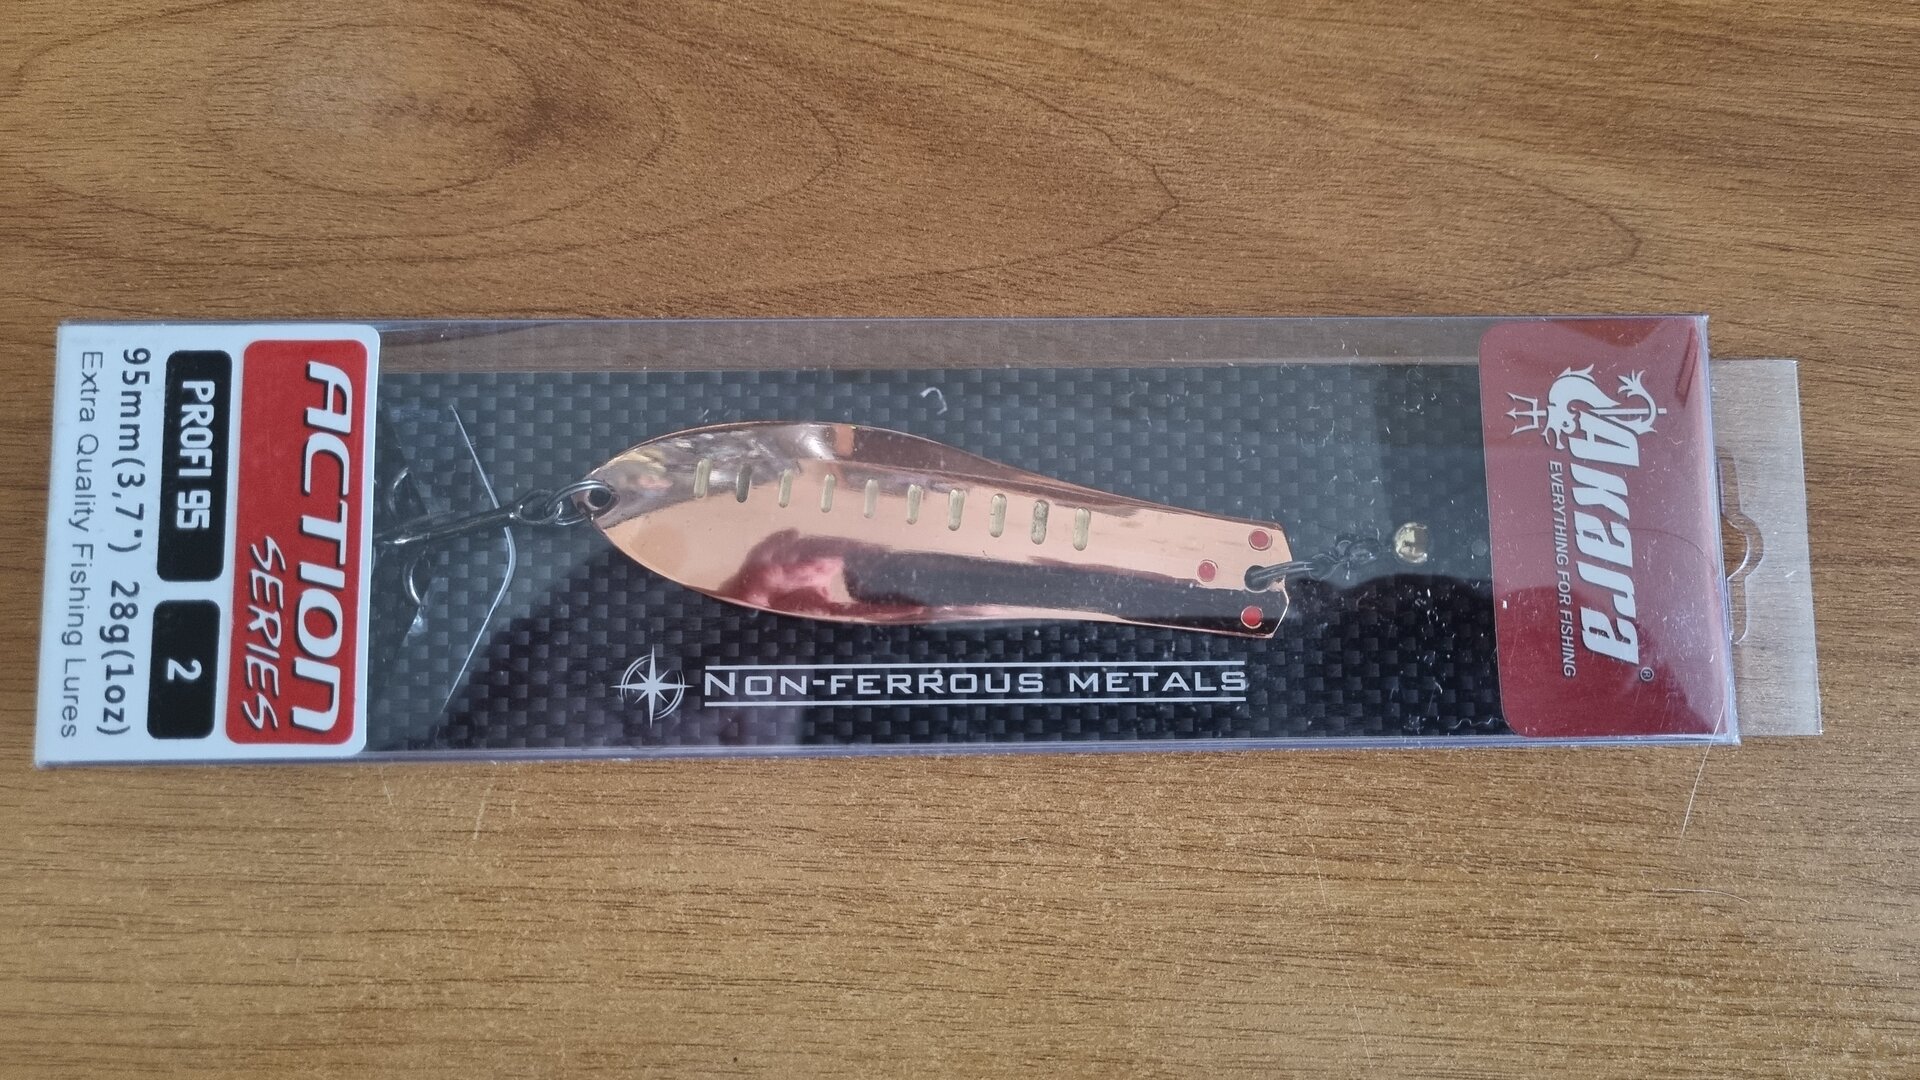 Akara®
EVERYTHING FOR FISHING
NON-FERROUS METALS
ACTION
SERIES
PROFI 95
2
95mm(3,7") 28g(1oz)
Extra Quality Fishing Lures